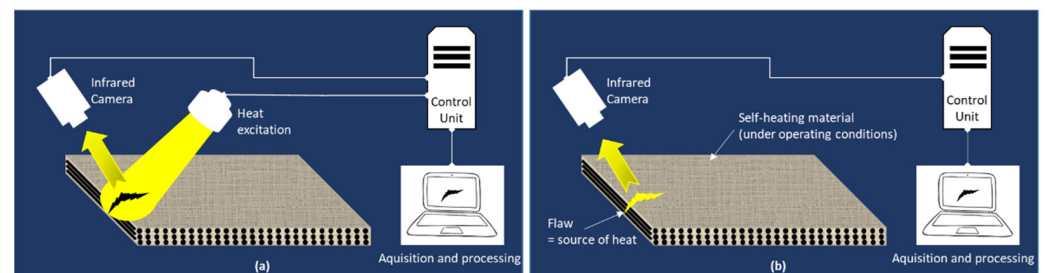 Infrared
Camera
Heat
excitation
Control
Unit
Aquisition and processing
(a)
Infrared
Camera
Self-heating material
(under operating conditions)
Control
Unit
Flaw
= source of heat
Aquisition and processing
(b)